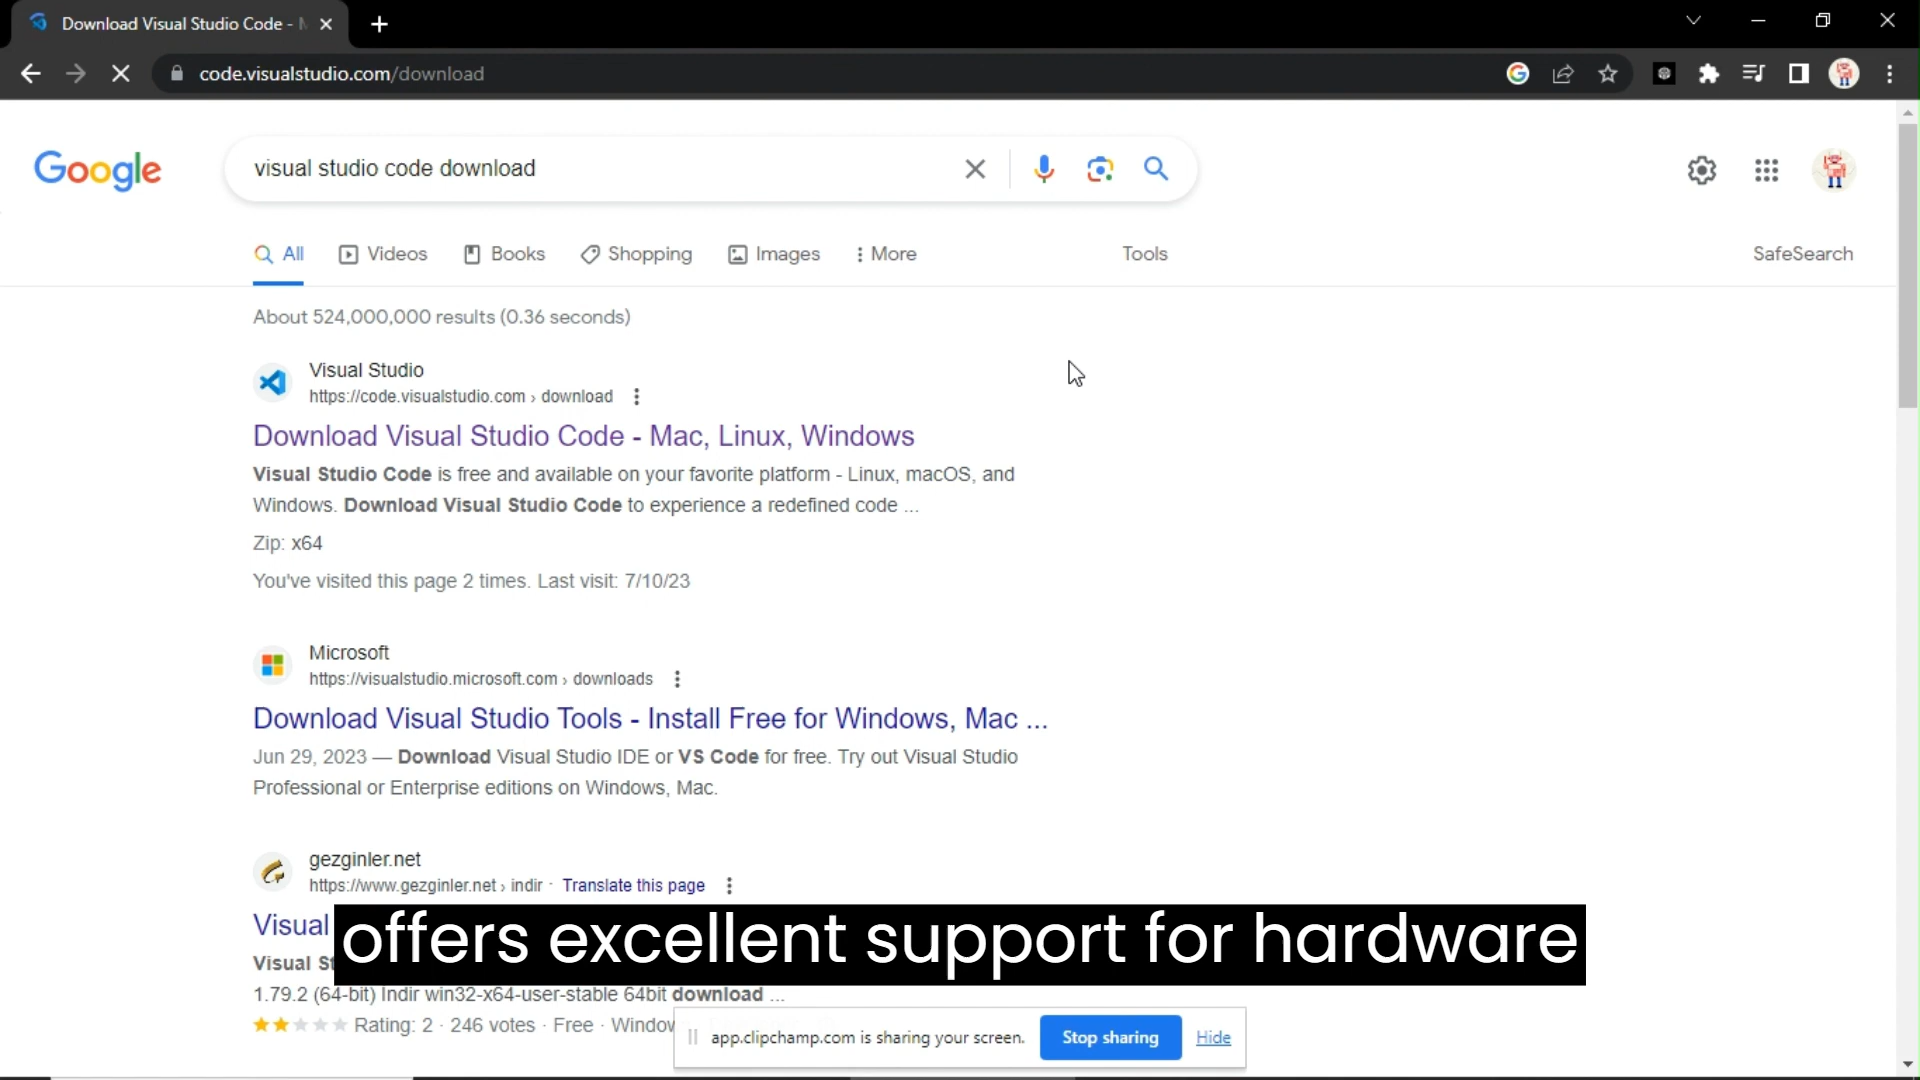 Download Visual Studio Code -
code.visualstudio.com/download
Google
visual studio code download
All Videos Books Shopping Images More Tools SafeSearch
About 524,000,000 results (0.36 seconds)
Visual Studio
https://code.visualstudio.com › download
Download Visual Studio Code - Mac, Linux, Windows
Visual Studio Code is free and available on your favorite platform - Linux, macOS, and
Windows. Download Visual Studio Code to experience a redefined code ...
Zip: x64
You've visited this page 2 times. Last visit: 7/10/23
Microsoft
https://visualstudio.microsoft.com › downloads
Download Visual Studio Tools - Install Free for Windows, Mac ...
Jun 29, 2023 — Download Visual Studio IDE or VS Code for free. Try out Visual Studio
Professional or Enterprise editions on Windows, Mac.
gezginler.net
https://www.gezginler.net › indir · Translate this page
Visual
offers excellent support for hardware
Visual
1.79.2 (64-bit) Indir win32-x64-user-stable 64bit download ...
Rating: 2 · 246 votes · Free ·
app.clipchamp.com is sharing your screen. Stop sharing Hide